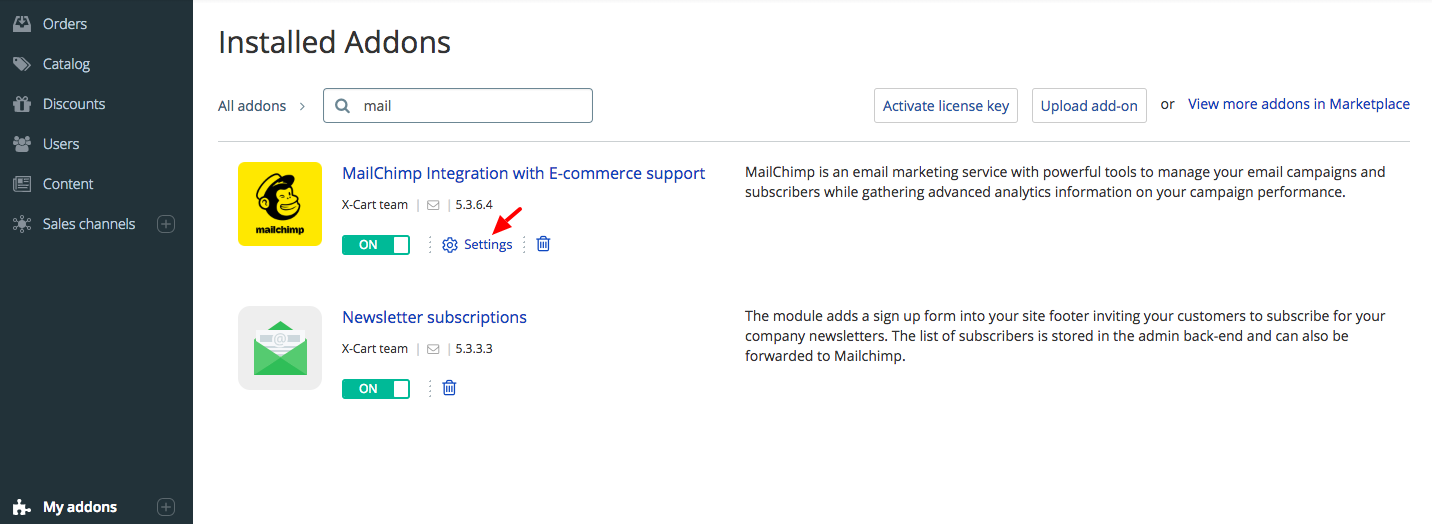 Orders
Catalog
Discounts
Users
Content
Sales channels
My addons
Installed Addons
All addons
mail
Activate license key
Upload add-on
or
View more addons in Marketplace
mailchimp
MailChimp Integration with E-commerce support
X-Cart team | | 5.3.6.4
ON
Settings
MailChimp is an email marketing service with powerful tools to manage your email campaigns and
subscribers while gathering advanced analytics information on your campaign performance.
@
Newsletter subscriptions
X-Cart team | | 5.3.3.3
ON
The module adds a sign up form into your site footer inviting your customers to subscribe for your
company newsletters. The list of subscribers is stored in the admin back-end and can also be
forwarded to Mailchimp.